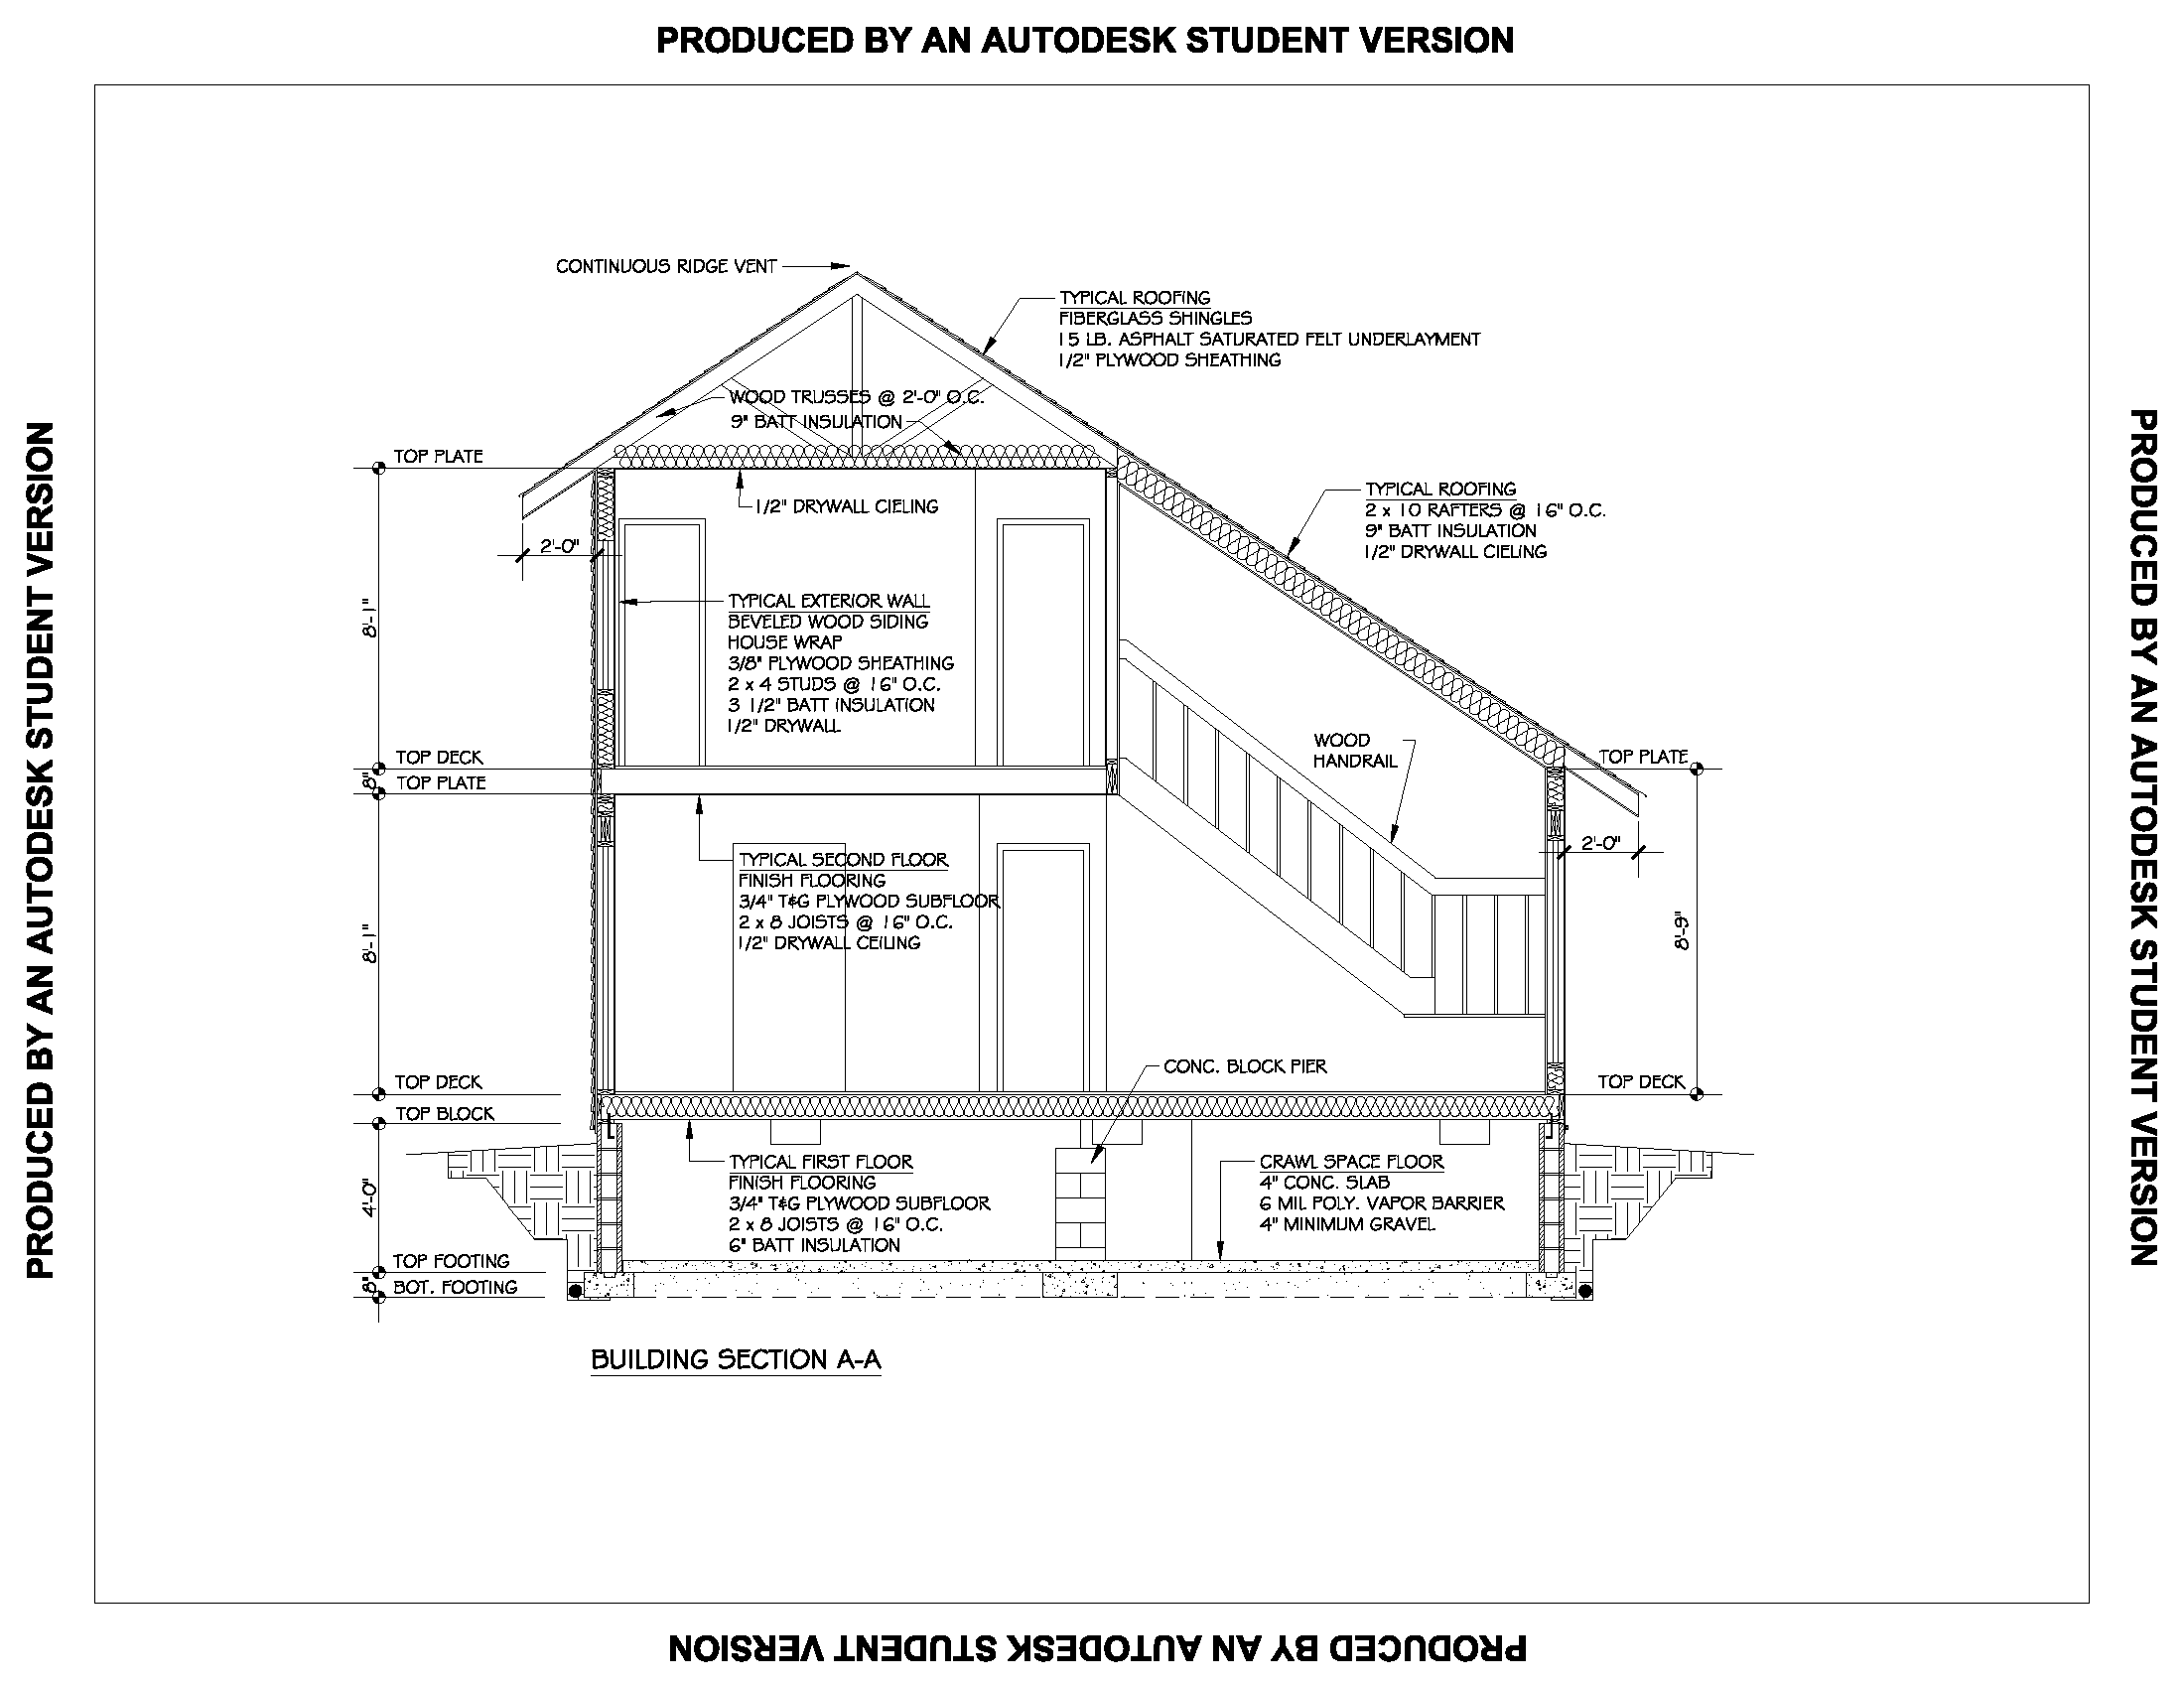 PRODUCED BY AN AUTODESK STUDENT VERSION
CONTINUOUS RIDGE VENT
TYPICAL ROOFING
FIBERGLASS SHINGLES
15 LB. ASPHALT SATURATED FELT UNDERLAYMENT
1/2" PLYWOOD SHEATHING
WOOD TRUSSES @ 2'-0" O.C.
9" BATT INSULATION
TOP PLATE
1/2" DRYWALL CIELING
TYPICAL ROOFING
2 x 10 RAFTERS @ 16" O.C.
9" BATT INSULATION
1/2" DRYWALL CIELING
2'-0"
8'-1"
TYPICAL EXTERIOR WALL
BEVELED WOOD SIDING
HOUSE WRAP
3/8" PLYWOOD SHEATHING
2 x 4 STUDS @ 16" O.C.
3 1/2" BATT INSULATION
1/2" DRYWALL
WOOD
HANDRAIL
TOP DECK
8"
TOP PLATE
TOP PLATE
2'-0"
TYPICAL SECOND FLOOR
FINISH FLOORING
3/4" T&G PLYWOOD SUBFLOOR
2 x 8 JOISTS @ 16" O.C.
1/2" DRYWALL CEILING
8'-1"
8'-9"
CONC. BLOCK PIER
TOP DECK
TOP DECK
TOP BLOCK
TYPICAL FIRST FLOOR
FINISH FLOORING
3/4" T&G PLYWOOD SUBFLOOR
2 x 8 JOISTS @ 16" O.C.
6" BATT INSULATION
CRAWL SPACE FLOOR
4" CONC. SLAB
6 MIL POLY. VAPOR BARRIER
4" MINIMUM GRAVEL
4'-0"
TOP FOOTING
8"
BOT. FOOTING
BUILDING SECTION A-A
PRODUCED BY AN AUTODESK STUDENT VERSION
PRODUCED BY AN AUTODESK STUDENT VERSION
PRODUCED BY AN AUTODESK STUDENT VERSION